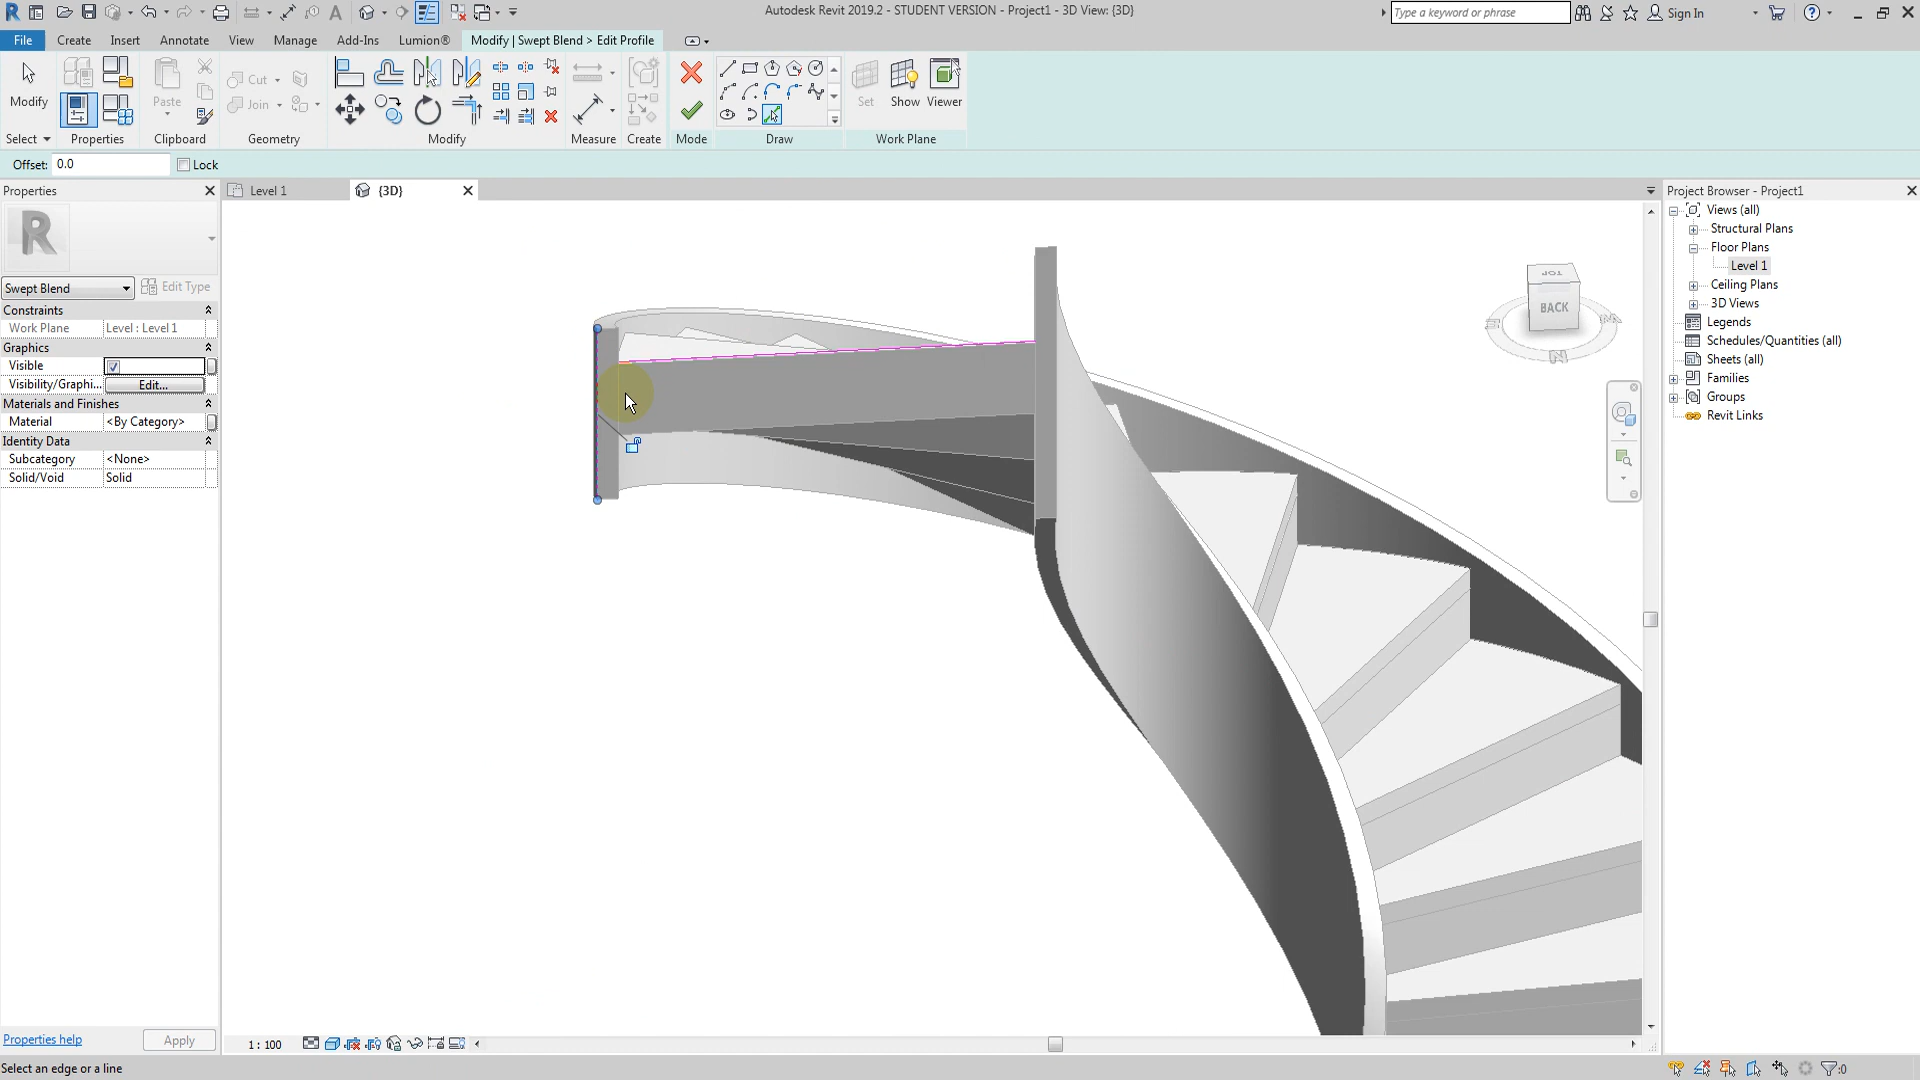 Autodesk Revit 2019.2 - STUDENT VERSION - Project1 - 3D View: {3D}
Type a keyword or phrase
Sign In
File
Create
Insert
Annotate
View
Manage
Add-Ins
Lumion®
Modify | Swept Blend > Edit Profile
Modify
Paste
Cut
Join
Set
Show
Viewer
Select
Properties
Clipboard
Geometry
Modify
Measure
Create
Mode
Draw
Work Plane
Offset: 0.0
Lock
Properties
Level 1
{3D}
Project Browser - Project1
R
Swept Blend
Edit Type
Constraints
Work Plane
Level : Level 1
Graphics
Visible
Visibility/Graphi...
Edit...
Materials and Finishes
Material
<By Category>
Identity Data
Subcategory
<None>
Solid/Void
Solid
TOP
BACK
N
Views (all)
Structural Plans
Floor Plans
Level 1
Ceiling Plans
3D Views
Legends
Schedules/Quantities (all)
Sheets (all)
Families
Groups
Revit Links
Properties help
Apply
1 : 100
Select an edge or a line
:0